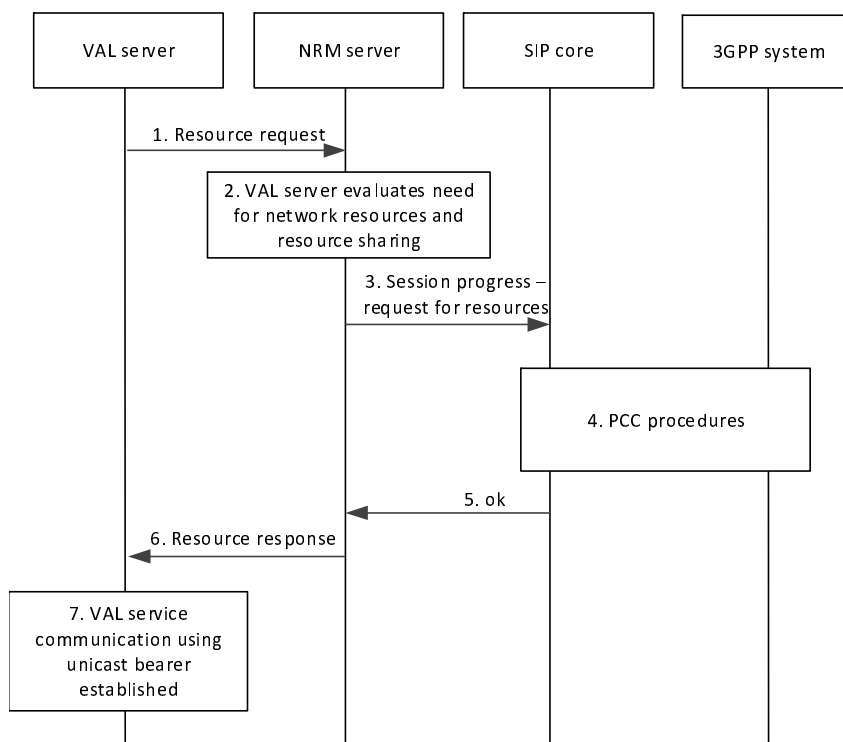 VAL server
NRM server
SIP core
3GPP system
1. Resource request
2. VAL server evaluates need
for network resources and
resource sharing
3. Session progress –
request for resources
4. PCC procedures
5. ok
6. Resource response
7. VAL service
communication using
unicast bearer
established